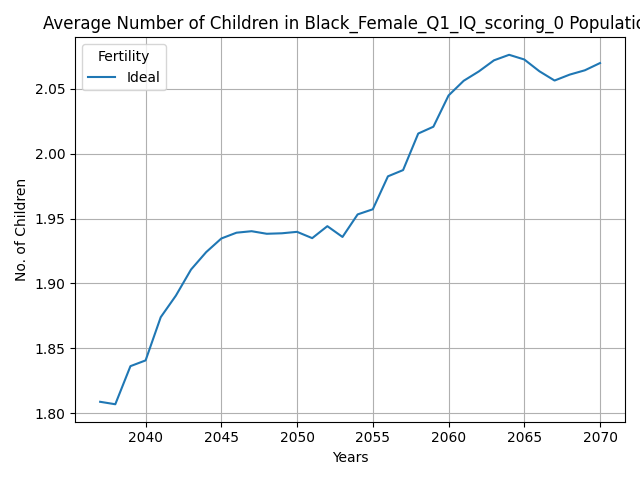 Average Number of Children in Black_Female_Q1_IQ_scoring_0 Populatio
Fertility
Ideal
No. of Children
2.05
2.00
1.95
1.90
1.85
1.80
2040 2045 2050 2055 2060 2065 2070
Years